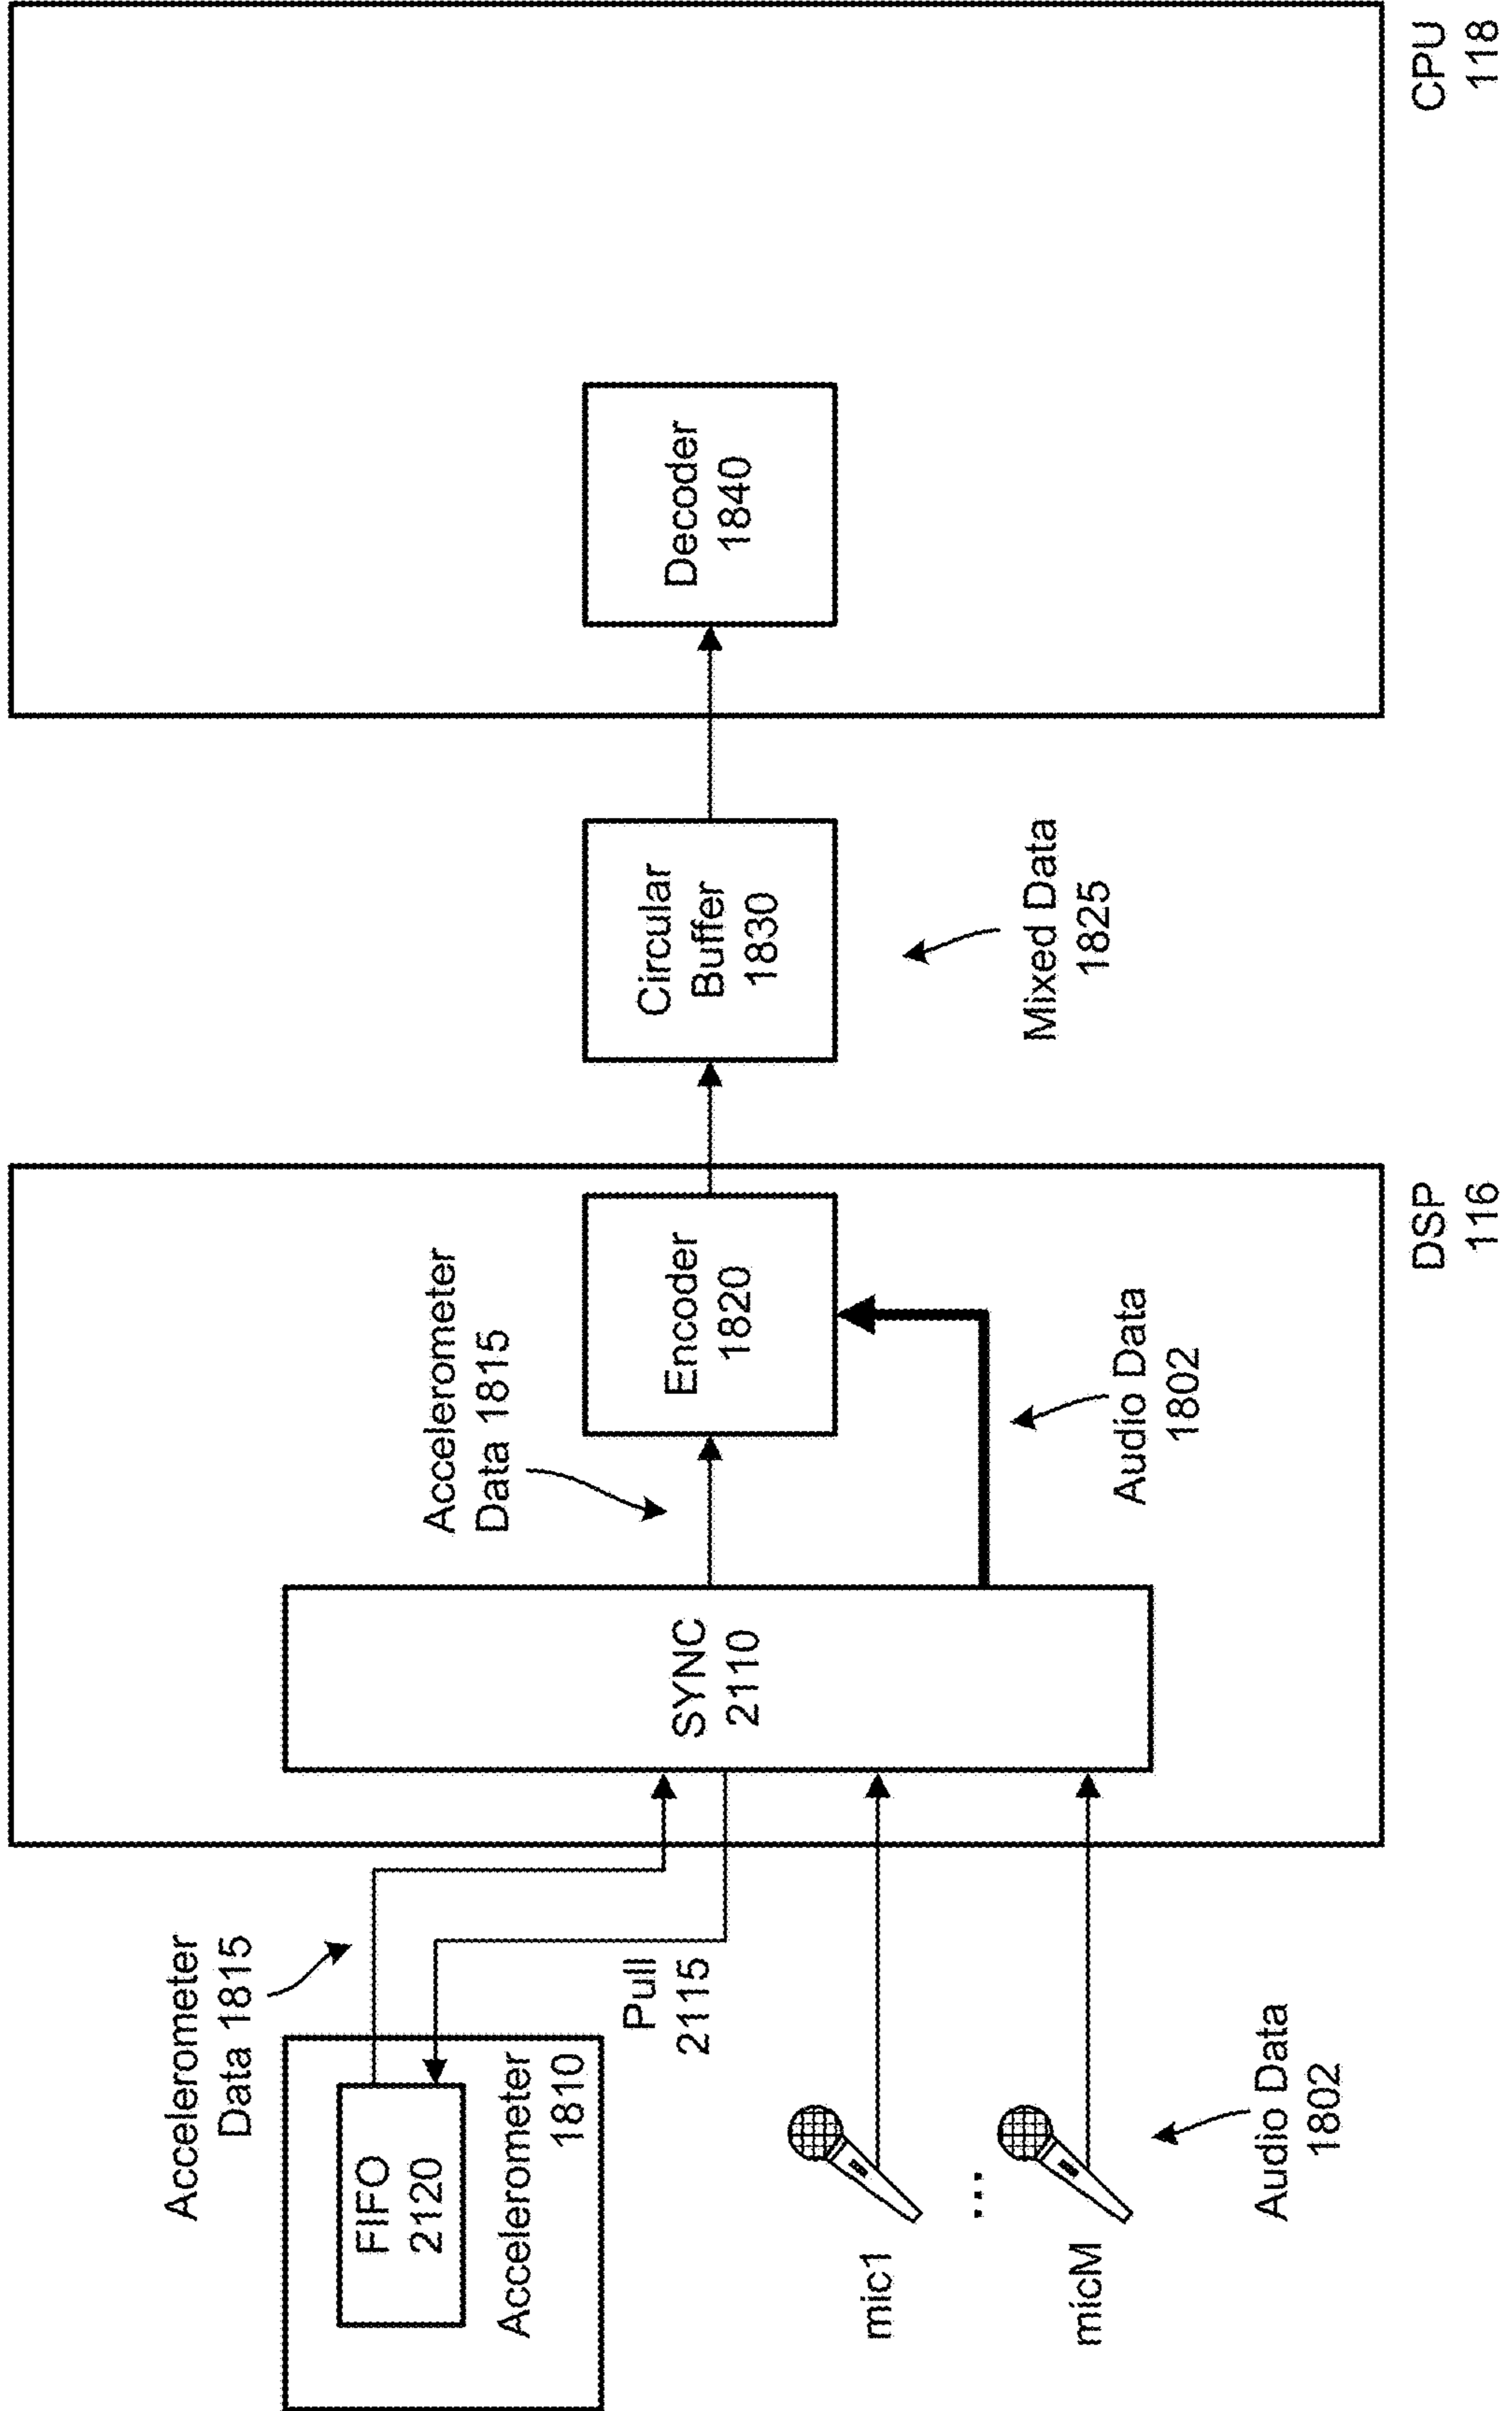 Accelerometer
Data 1815
FIFO
2120
Accelerometer
1810
Pull
2115
mic1
...
micM
Audio Data
1802
SYNC
2110
Accelerometer
Data 1815
Encoder
1820
Audio Data
1802
DSP
116
Circular
Buffer
1830
Mixed Data
1825
Decoder
1840
CPU
118